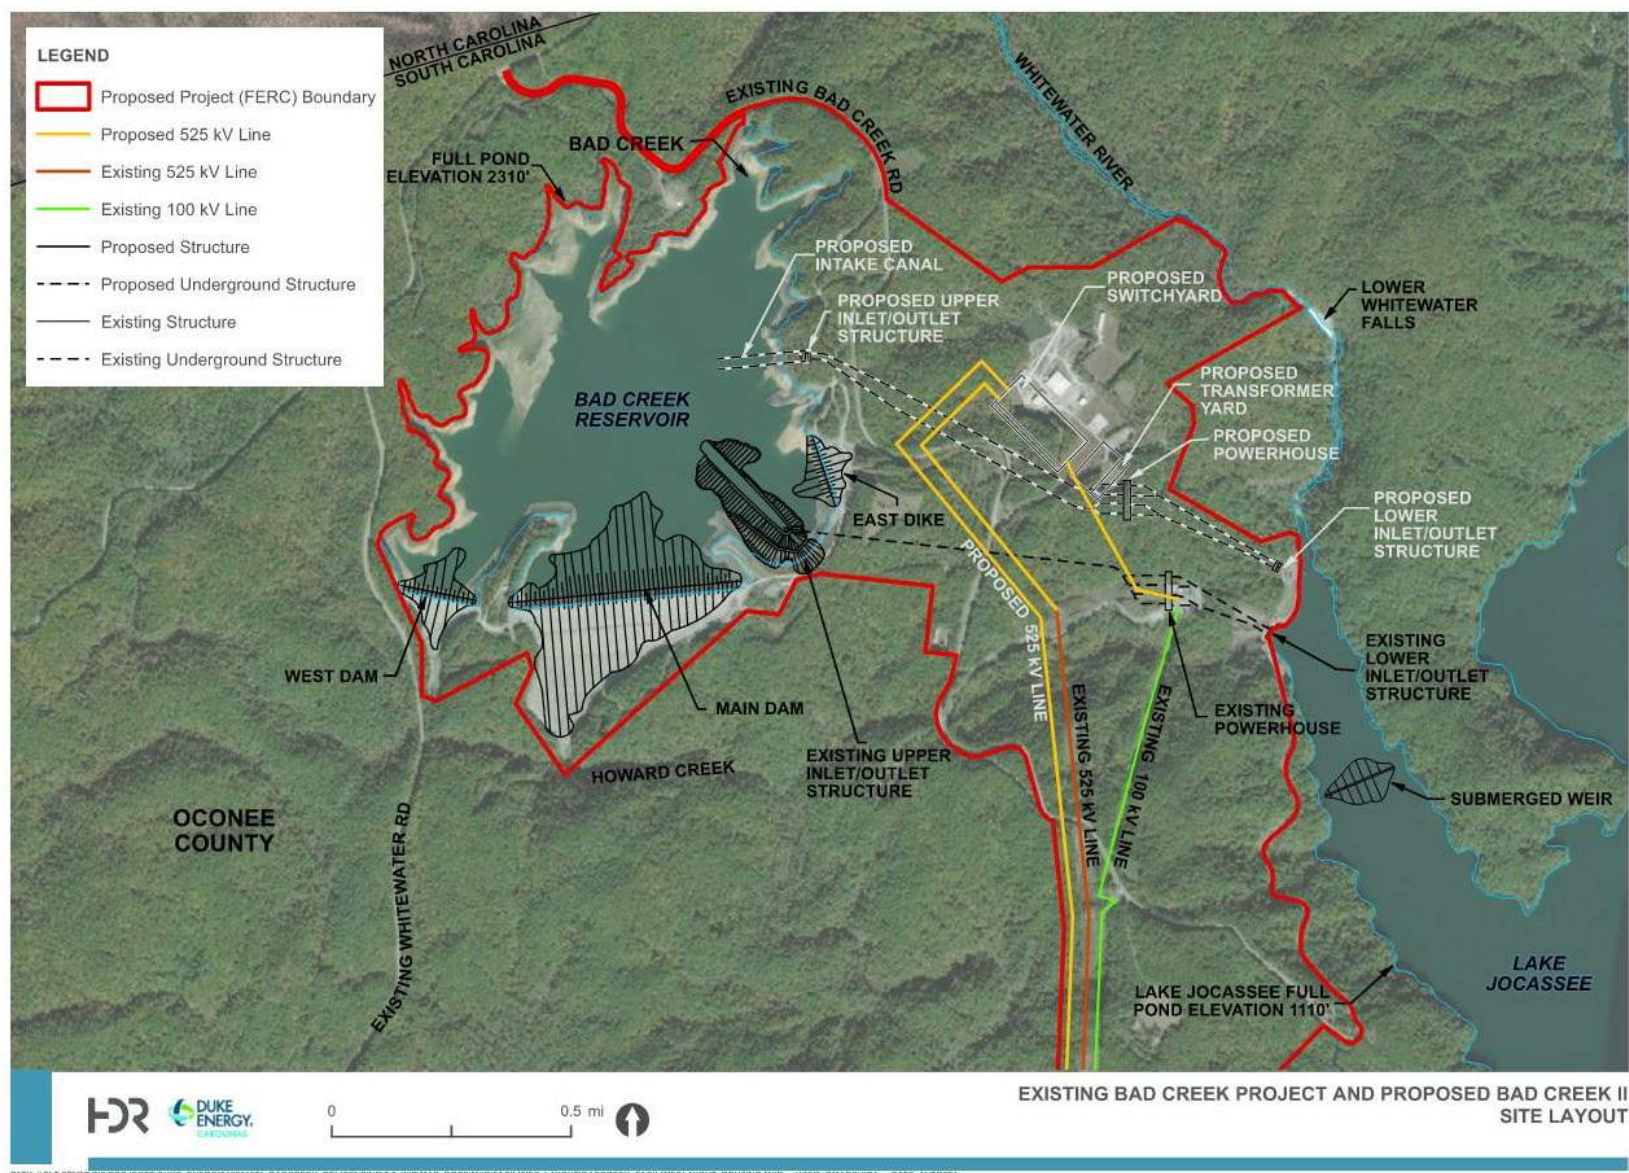 LEGEND
Proposed Project (FERC) Boundary
Proposed 525 kV Line
Existing 525 kV Line
Existing 100 kV Line
Proposed Structure
Proposed Underground Structure
Existing Structure
Existing Underground Structure
NORTH CAROLINA
SOUTH CAROLINA
EXISTING BAD CREEK RD
WHITEWATER RIVER
BAD CREEK
FULL POND
ELEVATION 2310'
PROPOSED
INTAKE CANAL
PROPOSED UPPER
INLET/OUTLET
STRUCTURE
PROPOSED
SWITCHYARD
LOWER
WHITEWATER
FALLS
PROPOSED
TRANSFORMER
YARD
PROPOSED
POWERHOUSE
BAD CREEK
RESERVOIR
PROPOSED
LOWER
INLET/OUTLET
STRUCTURE
EAST DIKE
PROPOSED 525 kV LINE
WEST DAM
MAIN DAM
EXISTING
LOWER
INLET/OUTLET
STRUCTURE
EXISTING
POWERHOUSE
EXISTING 525 kV LINE
EXISTING 100 kV LINE
EXISTING UPPER
INLET/OUTLET
STRUCTURE
HOWARD CREEK
SUBMERGED WEIR
OCONEE
COUNTY
EXISTING WHITEWATER RD
LAKE
JOCASSEE
LAKE JOCASSEE FULL
POND ELEVATION 1110'
HDR
DUKE
ENERGY.
CAROLINAS
0 0.5 mi
EXISTING BAD CREEK PROJECT AND PROPOSED BAD CREEK II
SITE LAYOUT